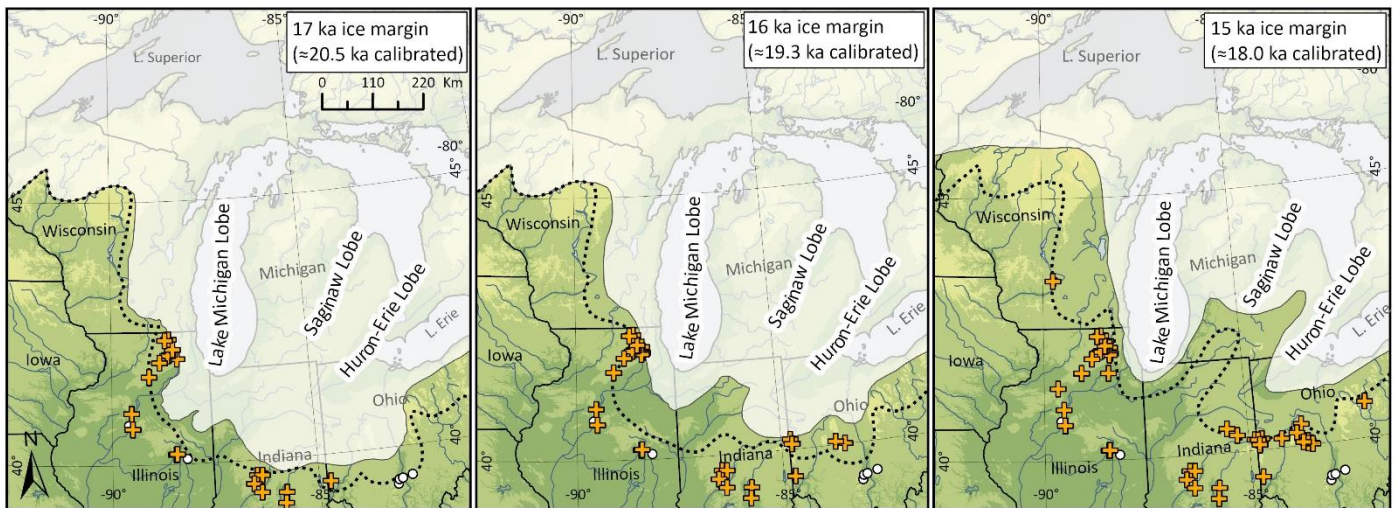 17 ka ice margin
(≈20.5 ka calibrated)
0 110 220 Km
-90°
-85°
-80°
45°
45°
40°
40°
-90°
-85°
L. Superior
Wisconsin
Iowa
Illinois
Indiana
Michigan
Ohio
L. Erie
Lake Michigan Lobe
Saginaw Lobe
Huron-Erie Lobe
N
16 ka ice margin
(≈19.3 ka calibrated)
-90°
-85°
-80°
45°
45°
40°
40°
-90°
-85°
L. Superior
Wisconsin
Iowa
Illinois
Indiana
Michigan
Ohio
L. Erie
Lake Michigan Lobe
Saginaw Lobe
Huron-Erie Lobe
15 ka ice margin
(≈18.0 ka calibrated)
-90°
-85°
-80°
45°
45°
40°
40°
-90°
-85°
L. Superior
Wisconsin
Iowa
Illinois
Indiana
Michigan
Ohio
L. Erie
Lake Michigan Lobe
Saginaw Lobe
Huron-Erie Lobe